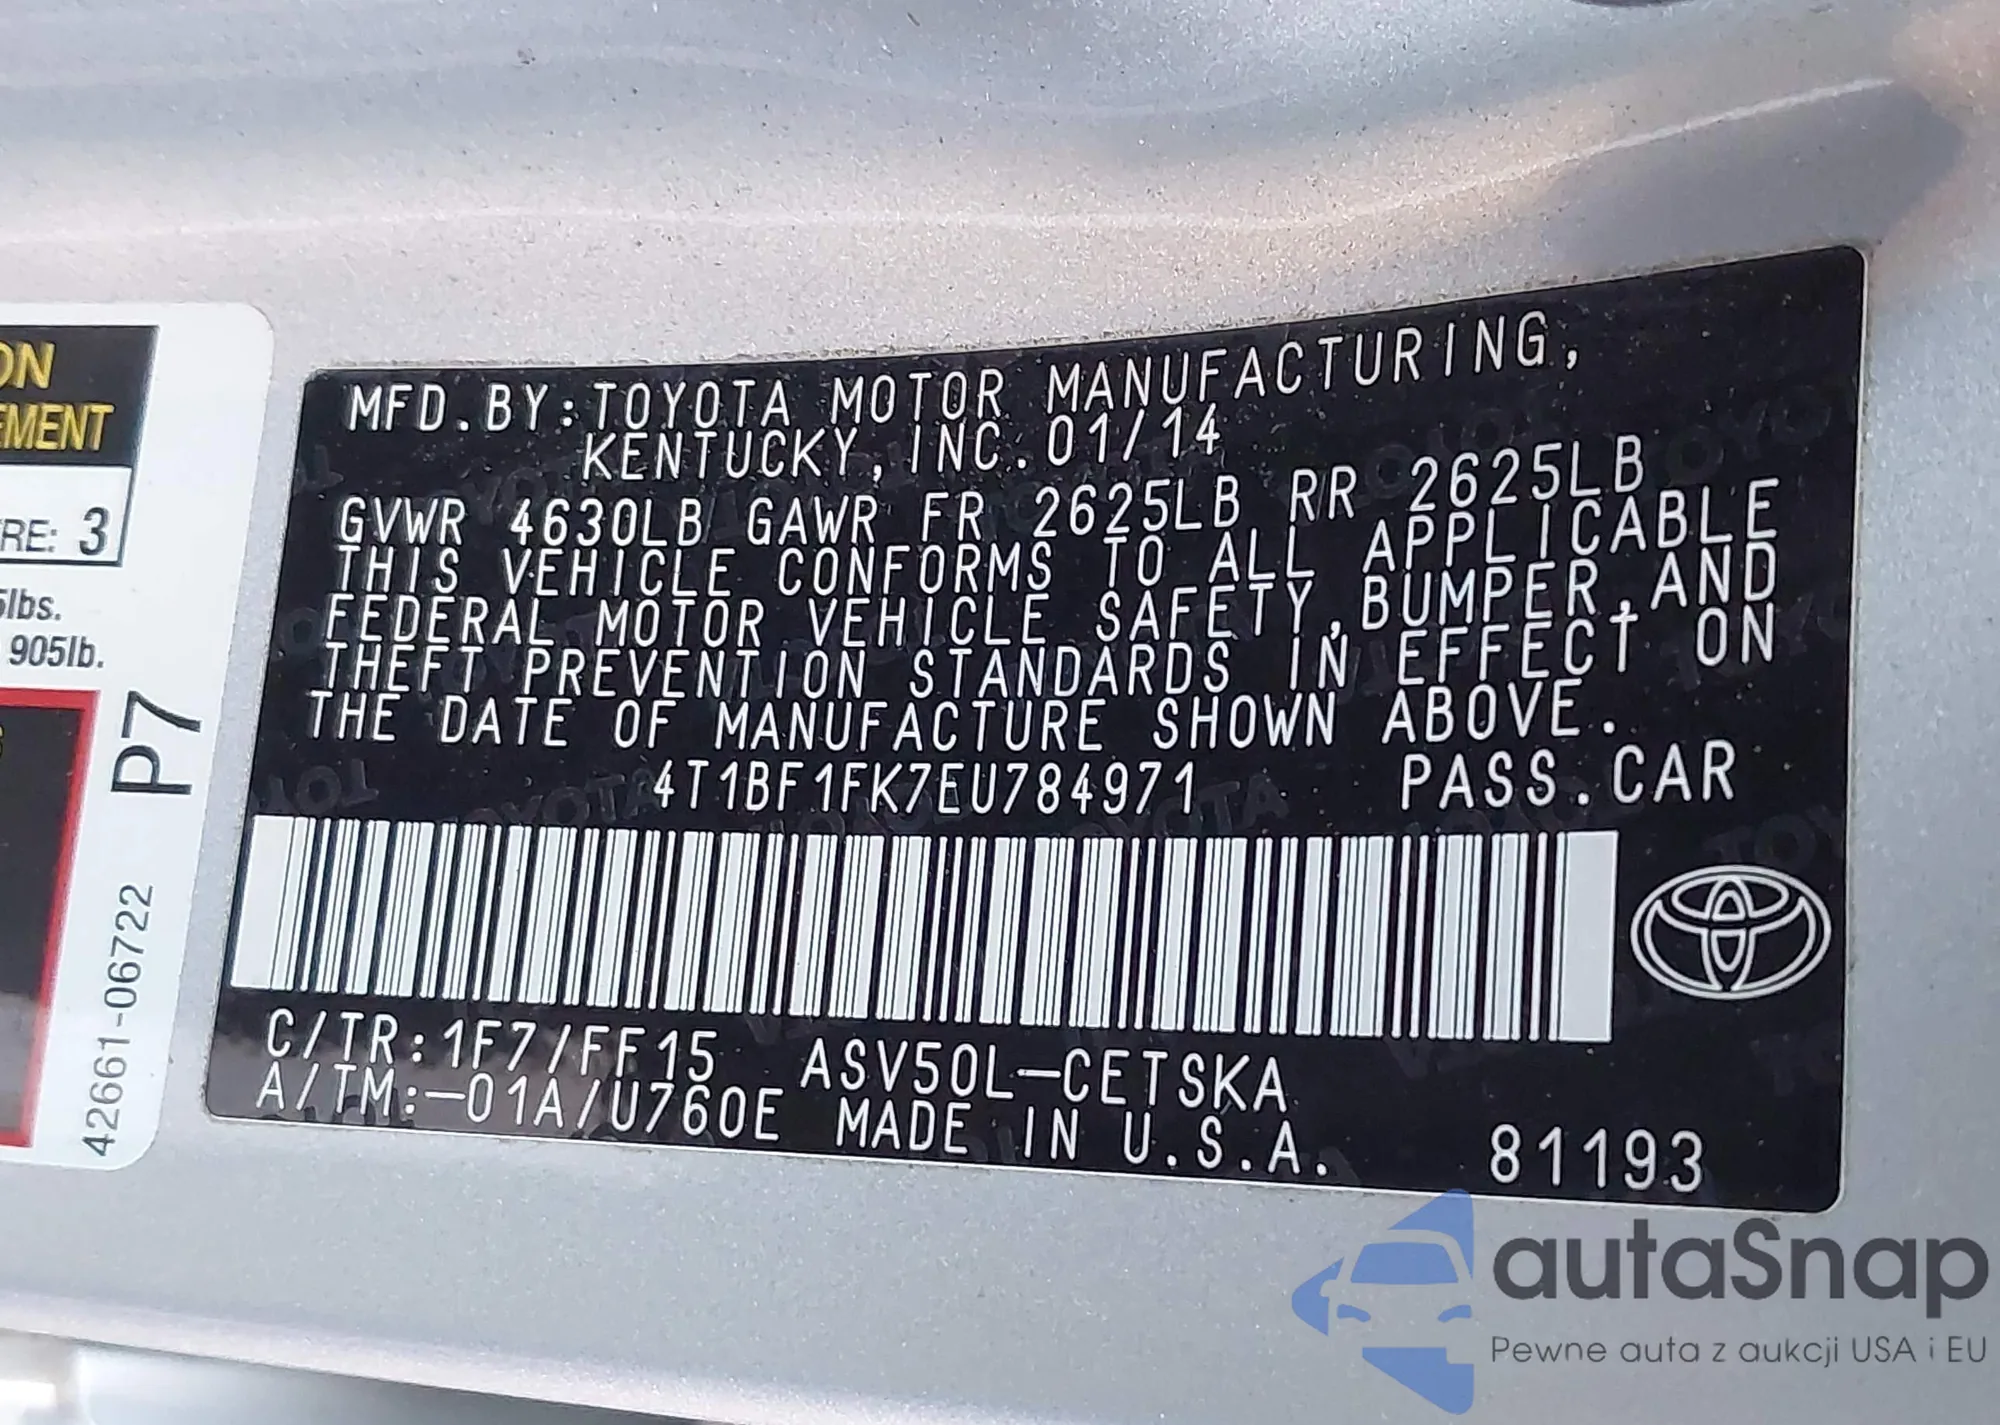 ON
EMENT
RE: 3
5lbs.
905lb.
P7
42661-06722
MFD.BY:TOYOTA MOTOR MANUFACTURING,
KENTUCKY, INC. 01/14
GVWR 4630LB GAWR FR 2625LB RR 2625LB
THIS VEHICLE CONFORMS TO ALL APPLICABLE
FEDERAL MOTOR VEHICLE SAFETY, BUMPER, AND
THEFT PREVENTION STANDARDS IN EFFECT ON
THE DATE OF MANUFACTURE SHOWN ABOVE.
4T1BF1FK7EU784971 PASS.CAR
C/TR:1F7/FF15 ASV50L-CETSKA
A/TM:-01A/U760E MADE IN U.S.A. 81193
autaSnap
Pewne auta z aukcji USA i EU